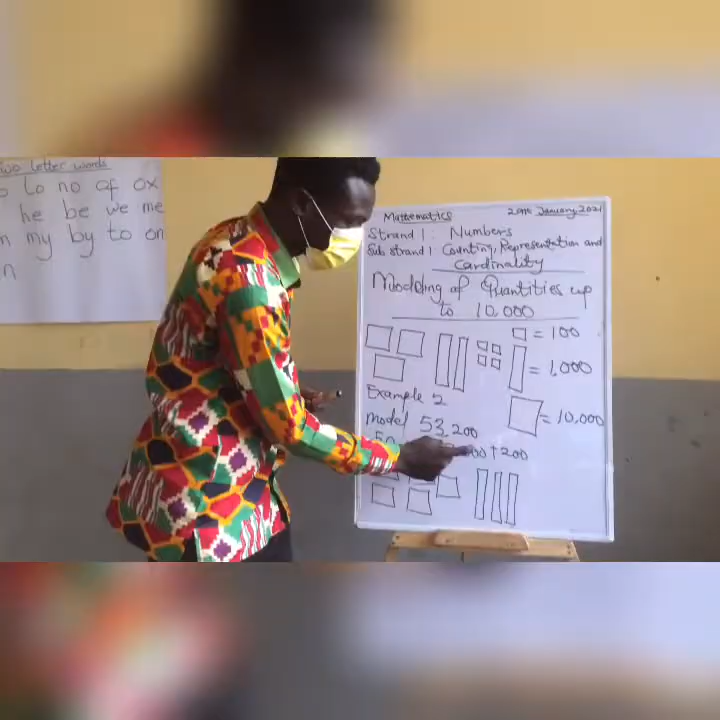 Two letter words
Lo no of ox
he be we me
my by to on
Mathematics
January, 2021
Strand 1: Numbers
Sub strand 1: Counting, Representation and
Cardinality
Modeling of Quantities up
to 10,000
= 100
= 1,000
= 10,000
Example 2
Model 53,200
+ 200